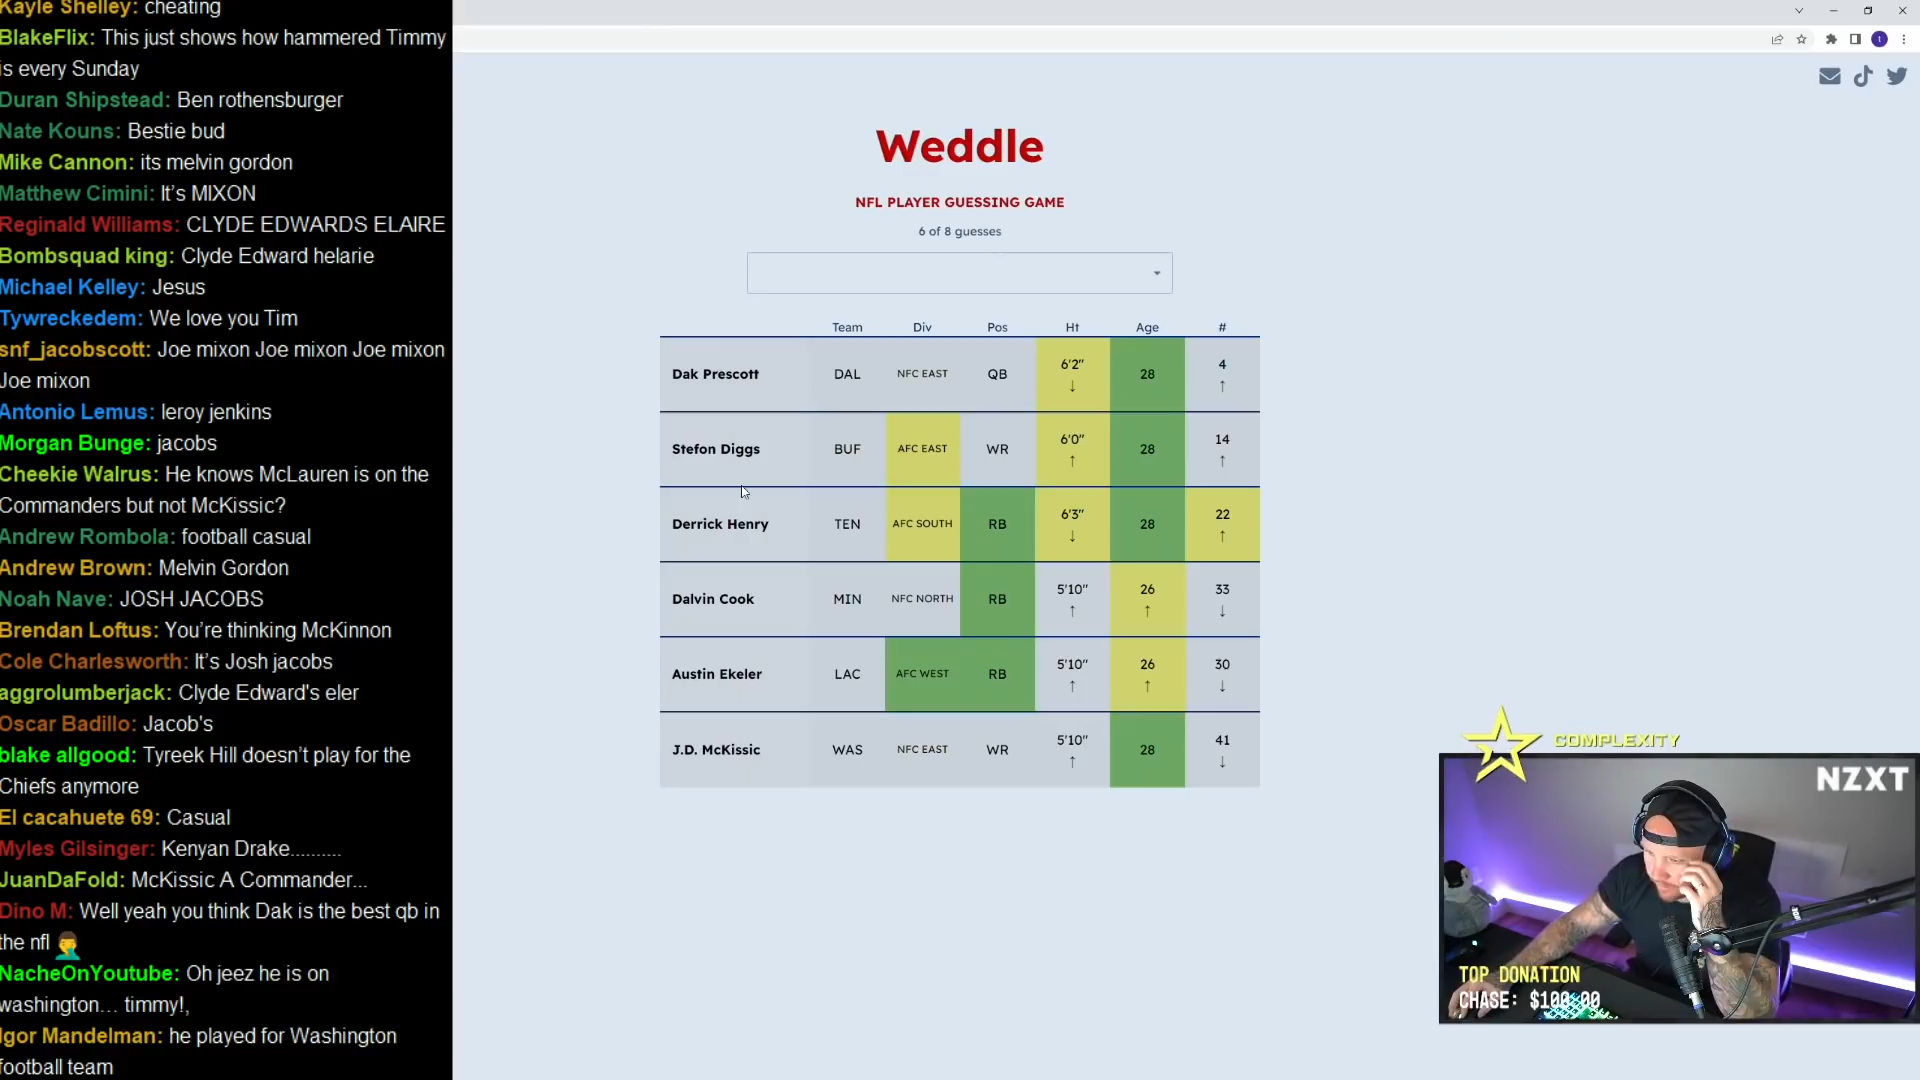 Kayle Shelley: cheating
BlakeFlix: This just shows how hammered Timmy
is every Sunday
Duran Shipstead: Ben rothensburger
Nate Kouns: Bestie bud
Mike Cannon: its melvin gordon
Matthew Cimini: It's MIXON
Reginald Williams: CLYDE EDWARDS ELAIRE
Bombsquad king: Clyde Edward helarie
Michael Kelley: Jesus
Tywreckedem: We love you Tim
snf_jacobscott: Joe mixon Joe mixon Joe mixon
Joe mixon
Antonio Lemus: leroy jenkins
Morgan Bunge: jacobs
Cheekie Walrus: He knows McLauren is on the
Commanders but not McKissic?
Andrew Rombola: football casual
Andrew Brown: Melvin Gordon
Noah Nave: JOSH JACOBS
Brendan Loftus: You're thinking McKinnon
Cole Charlesworth: It's Josh jacobs
aggrolumberjack: Clyde Edward's eler
Oscar Badillo: Jacob's
blake allgood: Tyreek Hill doesn't play for the
Chiefs anymore
El cacahuete 69: Casual
Myles Gilsinger: Kenyan Drake..........
JuanDaFold: McKissic A Commander...
Dino M: Well yeah you think Dak is the best qb in
the nfl 🤦‍♂️
NacheOnYoutube: Oh jeez he is on
washington… timmy!,
Igor Mandelman: he played for Washington
football team
t
Weddle
NFL PLAYER GUESSING GAME
6 of 8 guesses
Team Div Pos Ht Age #
Dak Prescott DAL NFC EAST QB 6'2" ↓ 28 4 ↑
Stefon Diggs BUF AFC EAST WR 6'0" ↑ 28 14 ↑
Derrick Henry TEN AFC SOUTH RB 6'3" ↓ 28 22 ↑
Dalvin Cook MIN NFC NORTH RB 5'10" ↑ 26 ↑ 33 ↓
Austin Ekeler LAC AFC WEST RB 5'10" ↑ 26 ↑ 30 ↓
J.D. McKissic WAS NFC EAST WR 5'10" ↑ 28 41 ↓
COMPLEXITY
NZXT
TOP DONATION
CHASE: $100.00